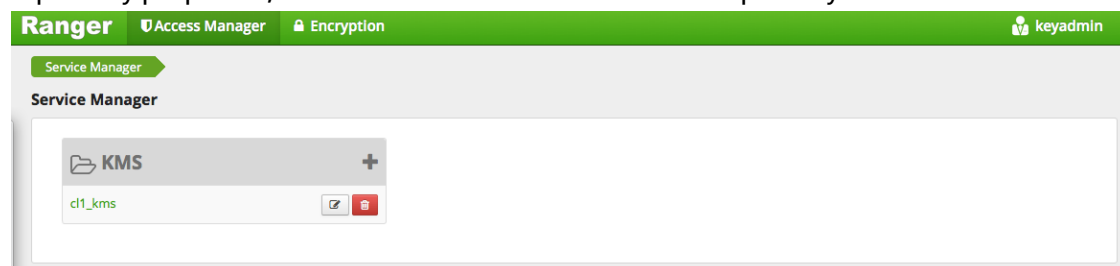 Ranger Access Manager Encryption keyadmin
Service Manager
Service Manager
KMS
cl1_kms